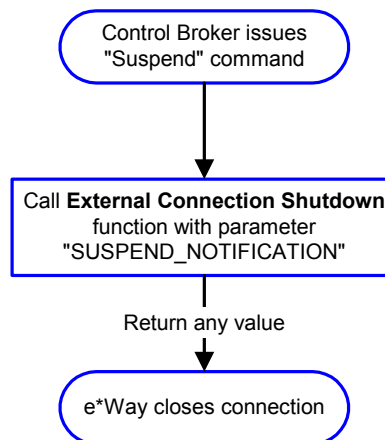 Control Broker issues
"Suspend" command
Call External Connection Shutdown
function with parameter
"SUSPEND_NOTIFICATION"
Return any value
e*Way closes connection